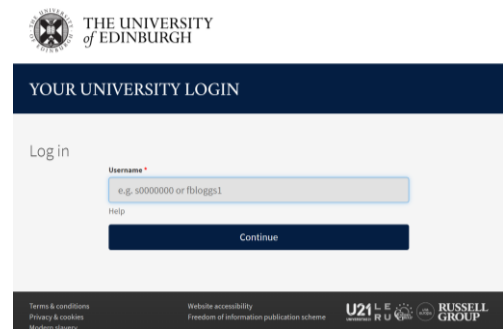 THE UNIVERSITY
of EDINBURGH
YOUR UNIVERSITY LOGIN
Log in
Username *
e.g. s0000000 or fbloggs1
Help
Continue
Terms & conditions
Privacy & cookies
Modern slavery
Website accessibility
Freedom of information publication scheme
U21
L E
R U
RUSSELL
GROUP